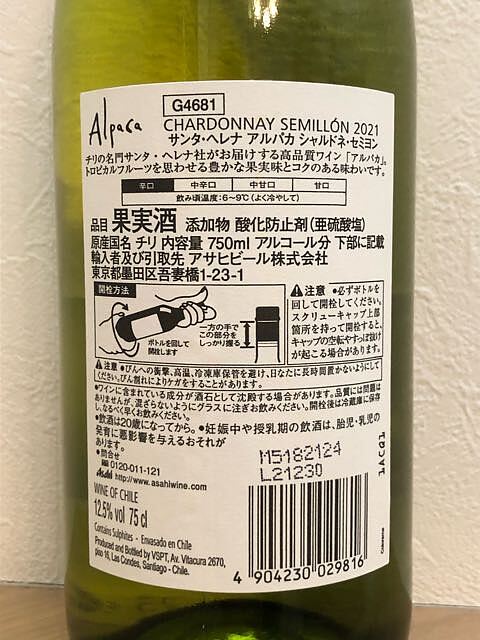 Alpaca
G4681
CHARDONNAY SEMILLÓN 2021
サンタ・ヘレナ アルパカ シャルドネ・セミヨン
チリの名門サンタ・ヘレナ社がお届けする高品質ワイン「アルパカ」。
トロピカルフルーツを思わせる豊かな果実味とコクのある味わいです。
辛口 中辛口 中甘口 甘口
飲み頃温度:6~9℃(よく冷やして)
品目 果実酒 添加物 酸化防止剤(亜硫酸塩)
原産国名 チリ 内容量 750ml アルコール分 下部に記載
輸入者及び引取先 アサヒビール株式会社
東京都墨田区吾妻橋1-23-1
開栓方法
ボトルを回して
開栓します
一方の手で
この部分を
しっかり握る
注意 ●必ずボトルを
回して開栓してください。
スクリューキャップ上部
箇所を持って開栓すると、
キャップの空転やすっぽ抜け
が起こる場合があります。
注意 ●びんへの衝撃、高温、冷凍庫保管を避け、日なたに長時間置かないようにして
ください。びん割れによりケガをすることがあります。
●ワインに含まれている成分が酒石として沈殿する場合があります。品質には問題は
ありませんが、混ざらないようにグラスに注ぎお飲みください。開栓後は冷蔵庫に保存
し、なるべく早くお飲みください。
●飲酒は20歳になってから。●妊娠中や授乳期の飲酒は、胎児・乳児の
発育に悪影響を与えるおそれが
あります。
●問合せ
0120-011-121
Asahi http://www.asahiwine.com
WINE OF CHILE
12.5% vol 75 cl
Contains Sulphites - Envasado en Chile
Produced and Bottled by VSPT, Av. Vitacura 2670,
piso 16, Las Condes, Santiago - Chile.
M5182124
L21230
1ACQ1
Colorama
4 904230 029816